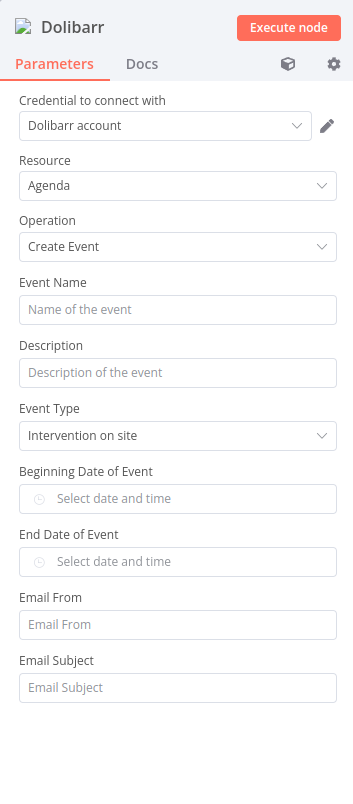 Dolibarr
Execute node
Parameters
Docs
Credential to connect with
Dolibarr account
Resource
Agenda
Operation
Create Event
Event Name
Name of the event
Description
Description of the event
Event Type
Intervention on site
Beginning Date of Event
Select date and time
End Date of Event
Select date and time
Email From
Email From
Email Subject
Email Subject